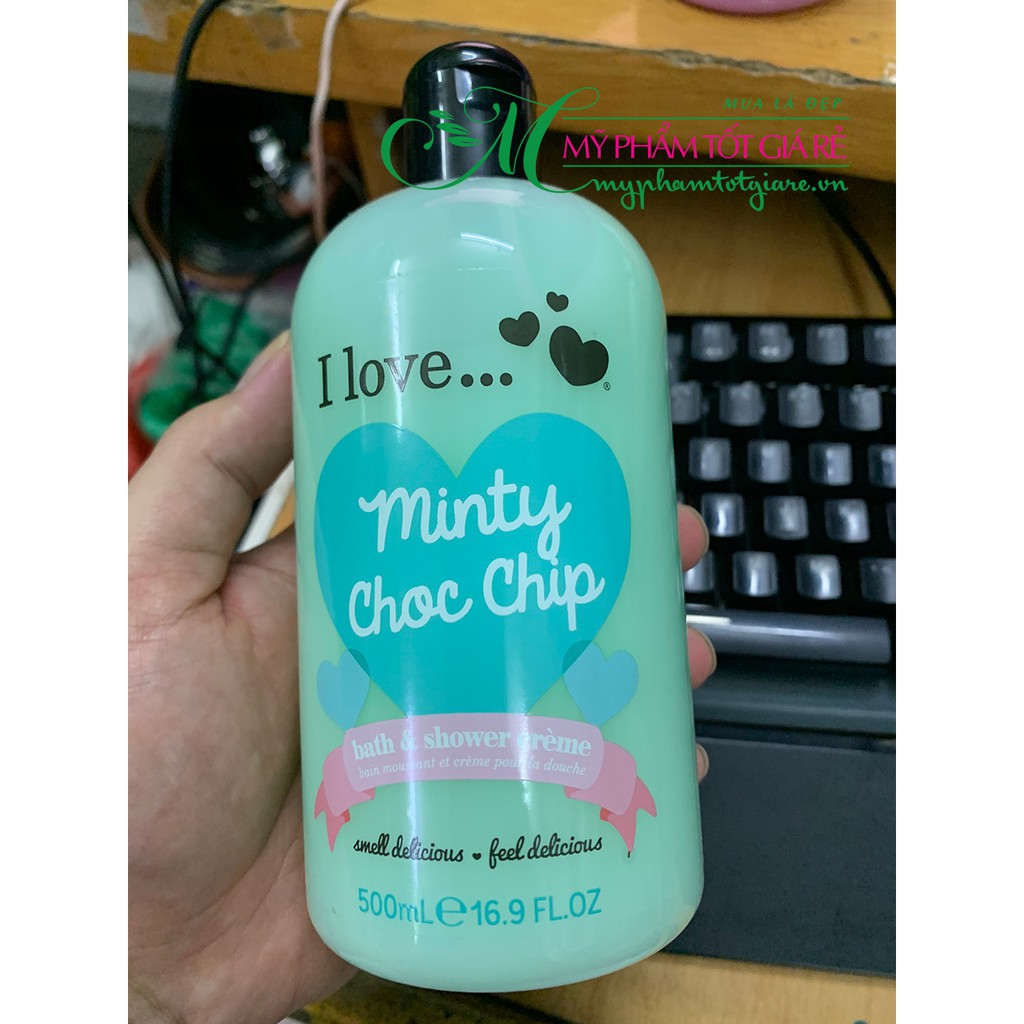 MUA LÀ ĐẸP
MỸ PHẨM TỐT GIÁ RẺ
myphamtotgiare.vn
I love...
®
Minty
Choc Chip
bath & shower crème
bain moussant et crème pour la douche
smell delicious feel delicious
500mL℮16.9 FL.OZ